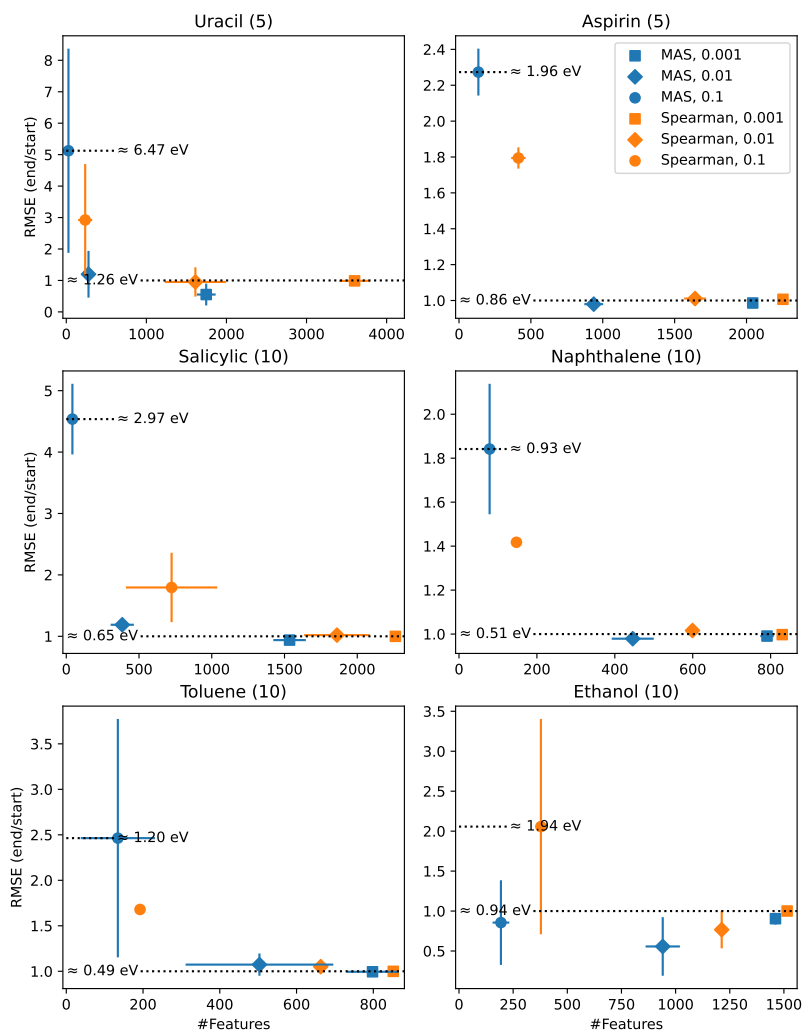 Uracil (5)
RMSE (end/start)
8
7
6
5
4
3
2
1
0
≈ 6.47 eV
≈ 1.26 eV
0
1000
2000
3000
4000
Aspirin (5)
2.4
2.2
2.0
1.8
1.6
1.4
1.2
1.0
≈ 1.96 eV
≈ 0.86 eV
MAS, 0.001
MAS, 0.01
MAS, 0.1
Spearman, 0.001
Spearman, 0.01
Spearman, 0.1
0
500
1000
1500
2000
Salicylic (10)
RMSE (end/start)
5
4
3
2
1
≈ 2.97 eV
≈ 0.65 eV
0
500
1000
1500
2000
Naphthalene (10)
2.0
1.8
1.6
1.4
1.2
1.0
≈ 0.93 eV
≈ 0.51 eV
0
200
400
600
800
Toluene (10)
RMSE (end/start)
3.5
3.0
2.5
2.0
1.5
1.0
≈ 1.20 eV
≈ 0.49 eV
0
200
400
600
800
#Features
Ethanol (10)
3.5
3.0
2.5
2.0
1.5
1.0
0.5
≈ 1.94 eV
≈ 0.94 eV
0
250
500
750
1000
1250
1500
#Features